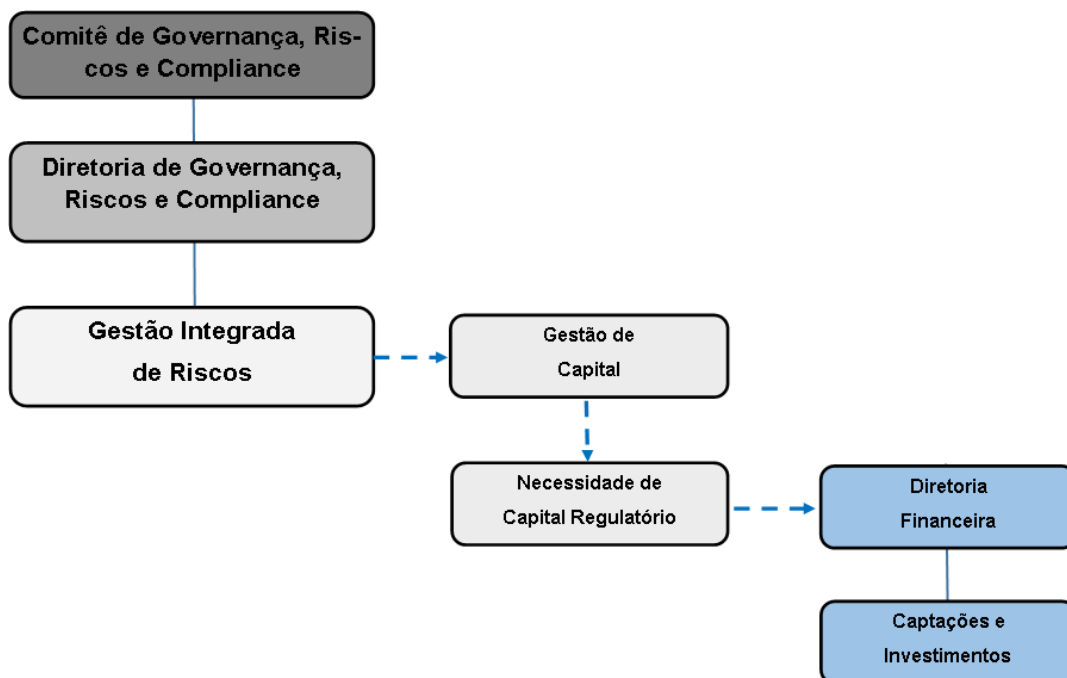 Comitê de Governança, Ris-
cos e Compliance
Diretoria de Governança,
Riscos e Compliance
Gestão Integrada
de Riscos
Gestão de
Capital
Necessidade de
Capital Regulatório
Diretoria
Financeira
Captações e
Investimentos